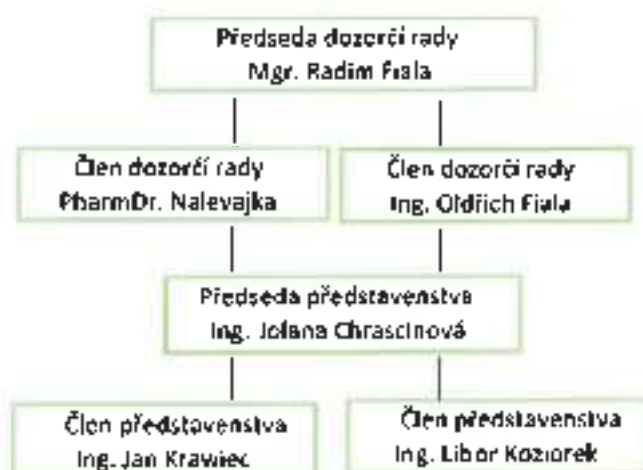 Předseda dozorčí rady
Mgr. Radim Fiala
Člen dozorčí rady
PharmDr. Nalevajka
Člen dozorčí rady
Ing. Oldřich Fiala
Předseda představenstva
Ing. Jolana Chrascinová
Člen představenstva
Ing. Jan Krawiec
Člen představenstva
Ing. Libor Koziorek